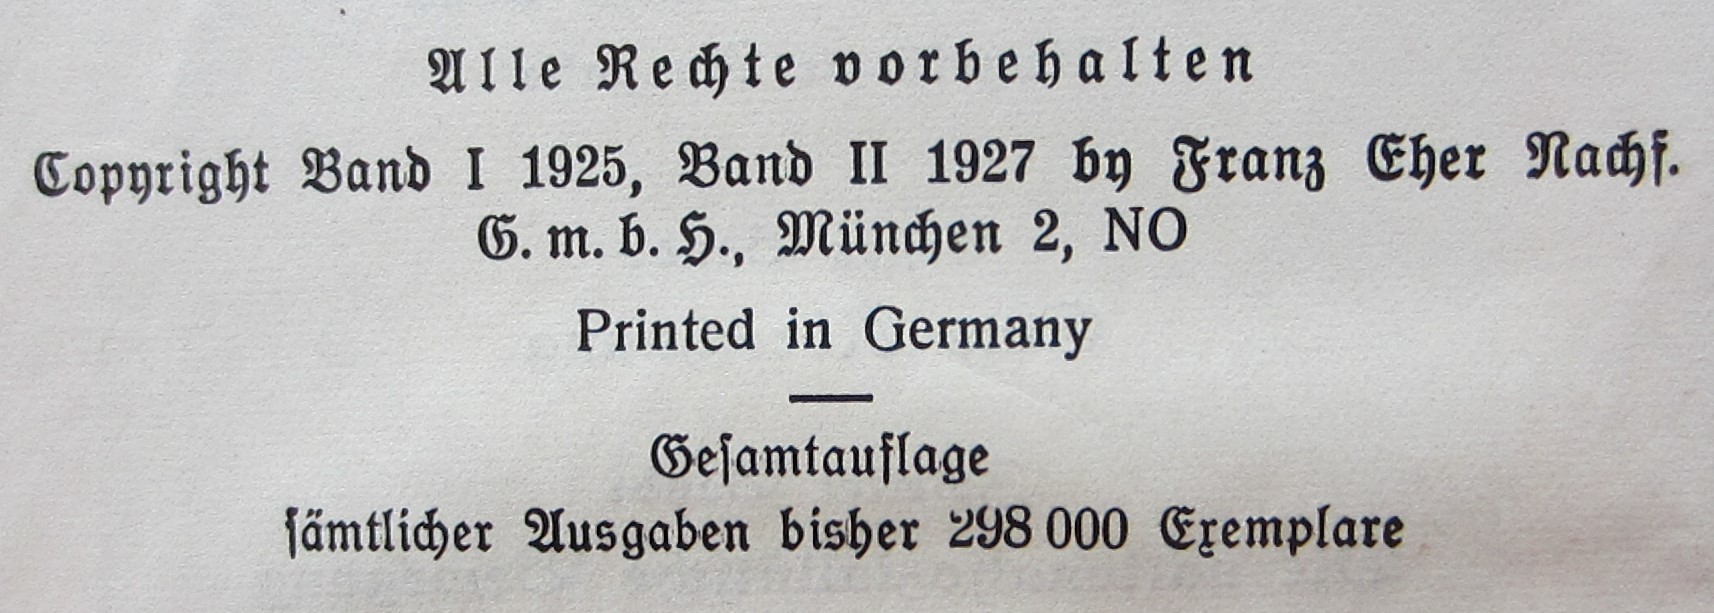 Alle Rechte vorbehalten
Copyright Band I 1925, Band II 1927 by Franz Eher Nachf.
G. m. b. H., München 2, NO
Printed in Germany
Geſamtauflage
ſämtlicher Ausgaben bisher 298 000 Exemplare